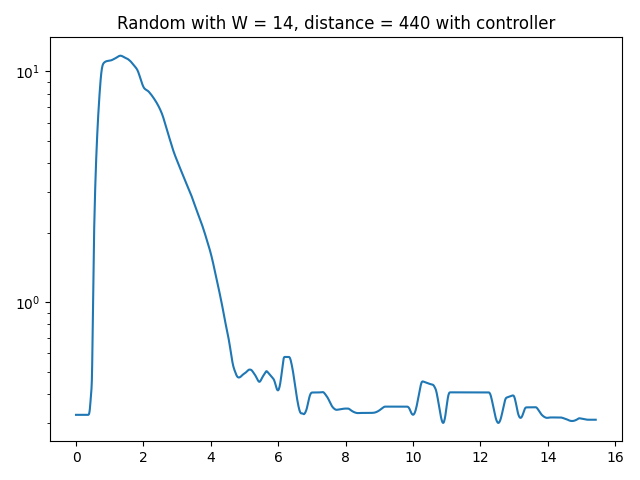 Random with W = 14, distance = 440 with controller
10¹
10⁰
0 2 4 6 8 10 12 14 16